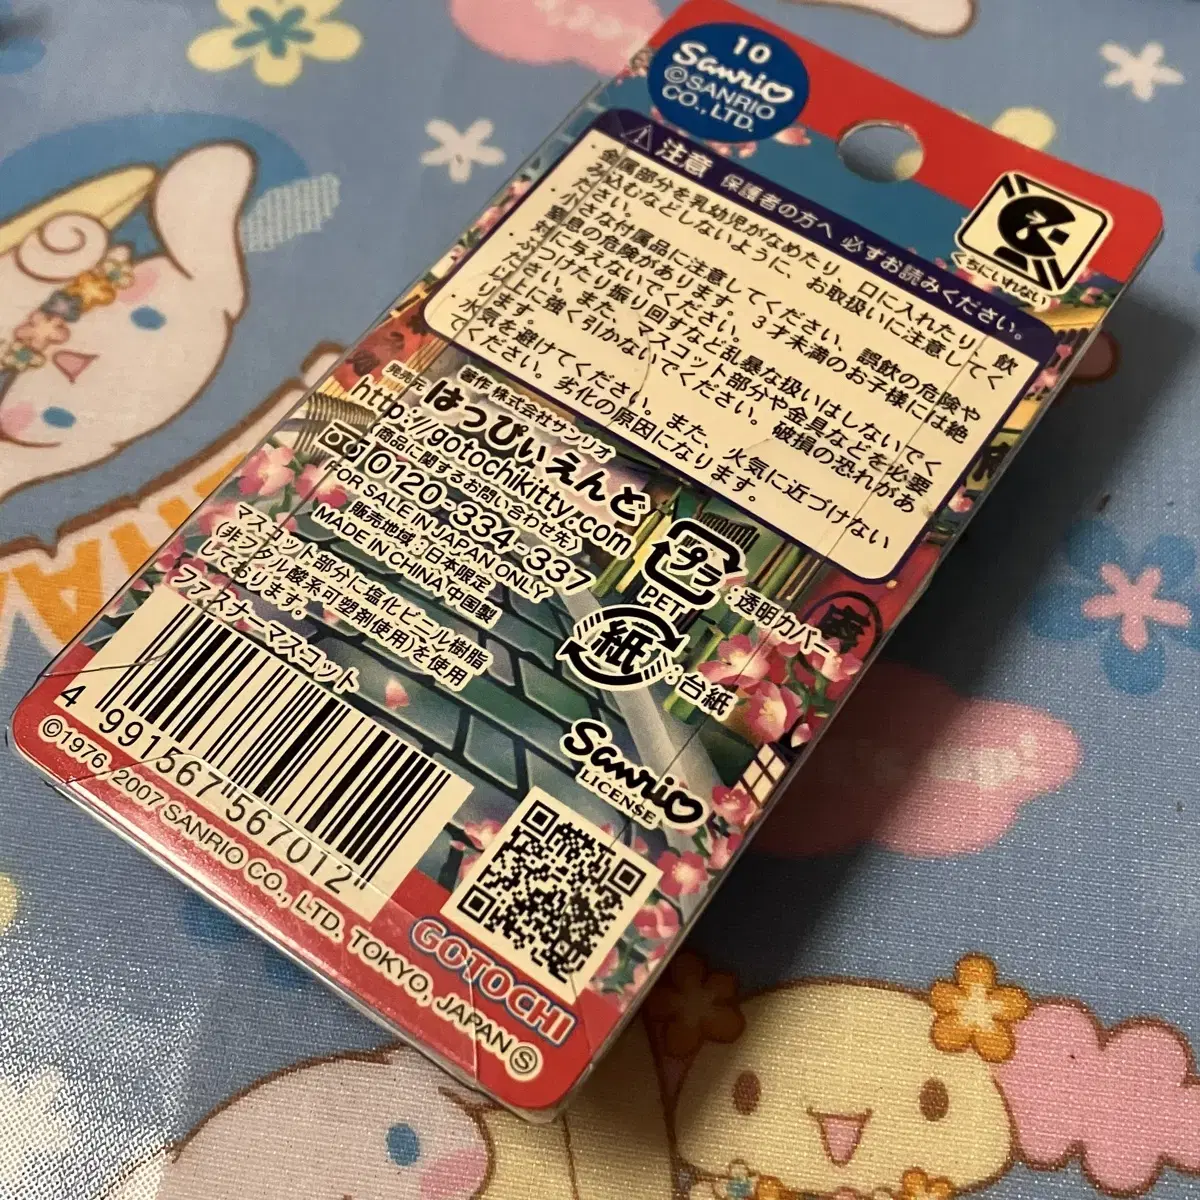 10
Sanrio
©SANRIO
CO., LTD.
注意 保護者の方へ 必ずお読みください。
・金属部分を乳幼児がなめたり、口に入れたり、飲
み込むなどしないように、お取扱いに注意してく
ださい。
・小さな付属品に注意してください。誤飲の危険や
窒息の危険があります。3才未満のお子様には絶
対に与えないでください。
・ぶつけたり振り回すなど乱暴な扱いはしないでく
ださい。また、マスコット部分や金具などを必要
以上に強く引かないでください。破損の恐れがあ
ります。
・水気を避けてください。また、火気に近づけない
でください。劣化の原因になります。
くちにいれない
著作 株式会社サンリオ
発売元 はっぴぃえんど
http://gotochikitty.com
商品に関するお問い合わせ先〉
0120-334-337
FOR SALE IN JAPAN ONLY
販売地域：日本限定
MADE IN CHINA,中国製
マスコット部分に塩化ビニール樹脂
(非フタル酸系可塑剤使用)を使用
しております。
ファスナーマスコット
プラ
PET
：透明カバー
紙
：台紙
Sanrio
LICENSE
4 991567 567012
©1976, 2007 SANRIO CO., LTD. TOKYO, JAPAN Ⓢ
GOTOCHI